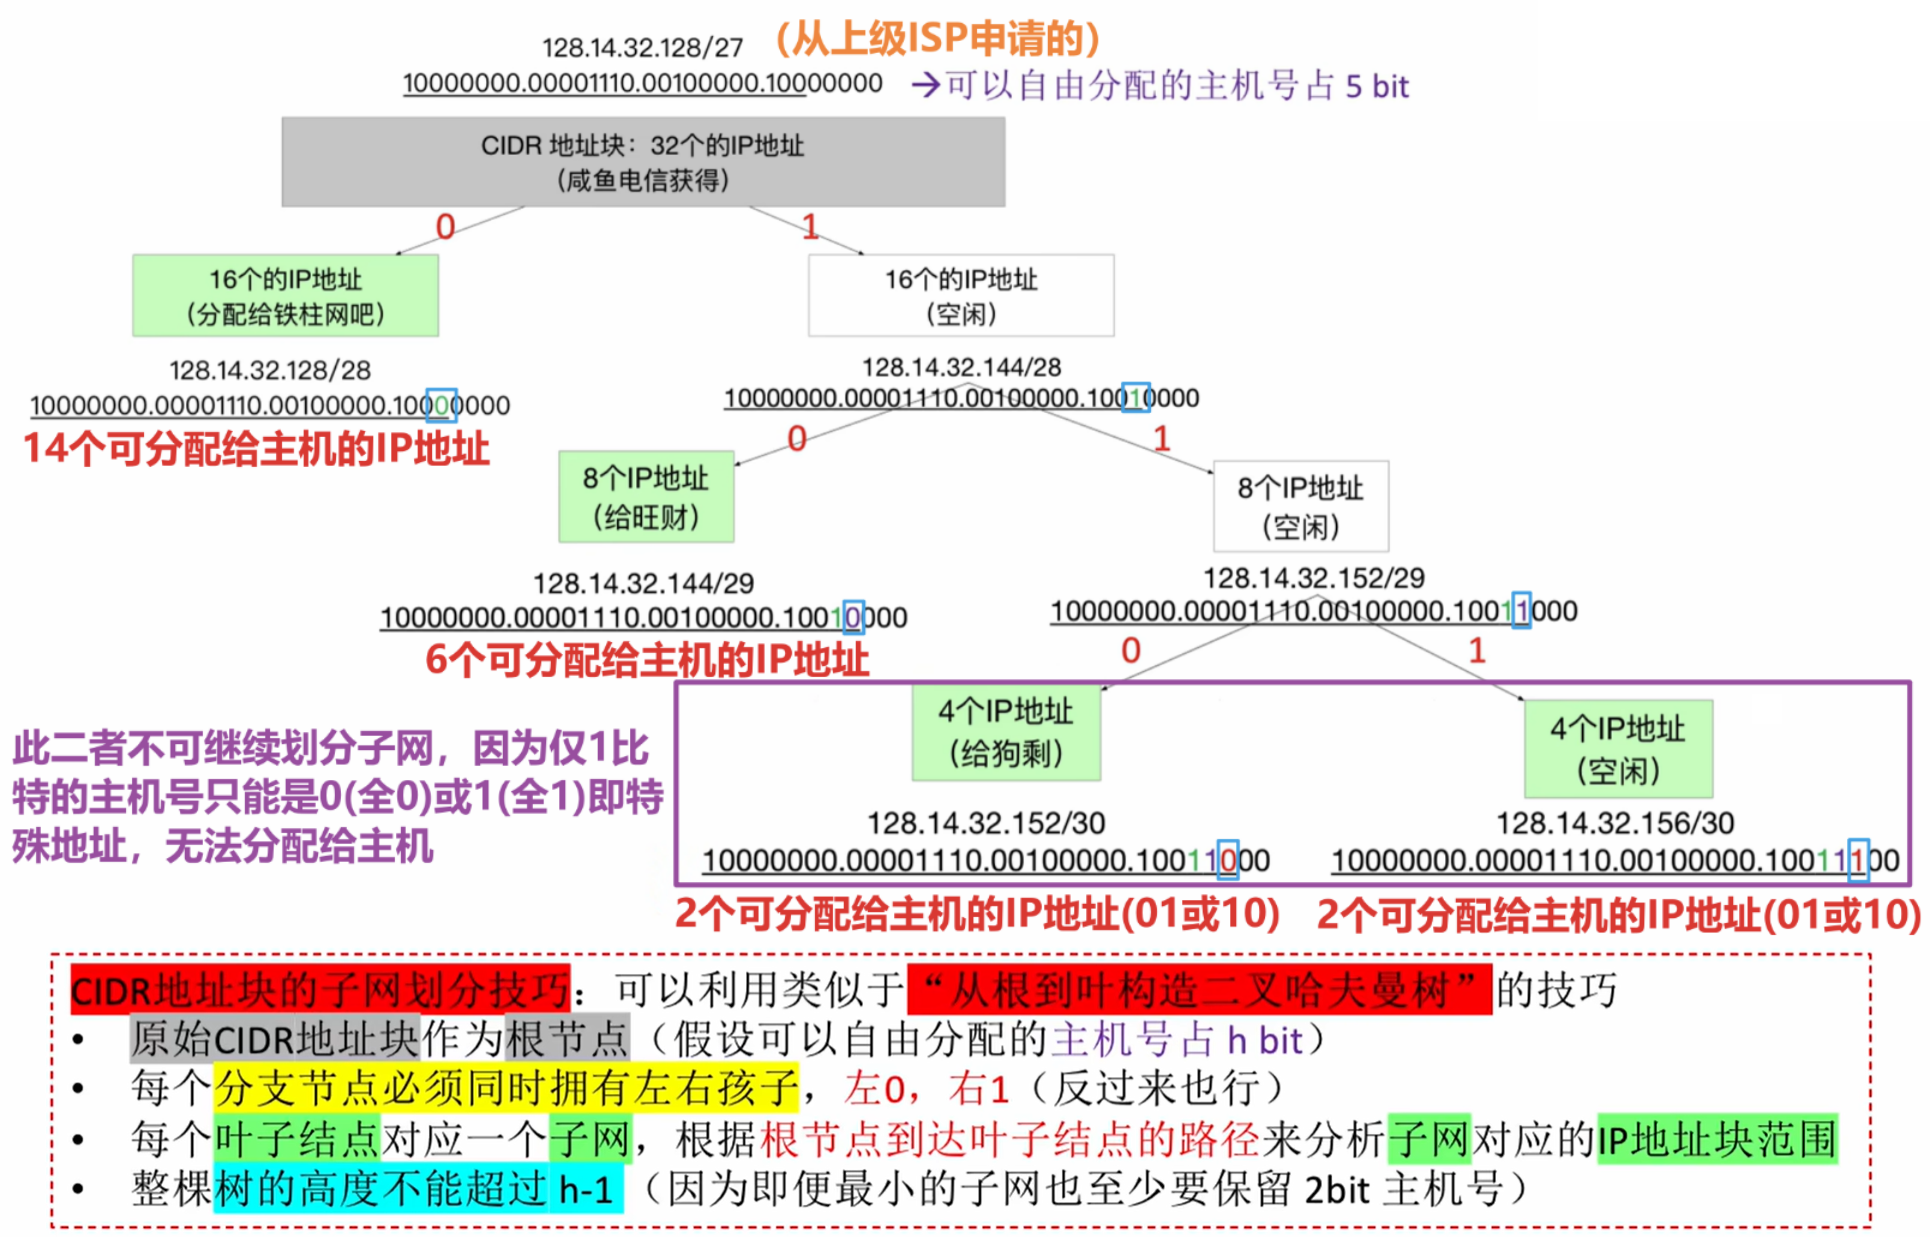 128.14.32.128/27 （从上级ISP申请的）
10000000.00001110.00100000.10000000 →可以自由分配的主机号占 5 bit
CIDR 地址块：32个的IP地址
（咸鱼电信获得）
0 1
16个的IP地址
（分配给铁柱网吧）
16个的IP地址
（空闲）
128.14.32.128/28
10000000.00001110.00100000.10000000
14个可分配给主机的IP地址
128.14.32.144/28
10000000.00001110.00100000.10010000
0 1
8个IP地址
（给旺财）
8个IP地址
（空闲）
128.14.32.144/29
10000000.00001110.00100000.10010000
6个可分配给主机的IP地址
128.14.32.152/29
10000000.00001110.00100000.10011000
0 1
此二者不可继续划分子网，因为仅1比
特的主机号只能是0(全0)或1(全1)即特
殊地址，无法分配给主机
4个IP地址
（给狗剩）
4个IP地址
（空闲）
128.14.32.152/30
10000000.00001110.00100000.10011000
2个可分配给主机的IP地址(01或10)
128.14.32.156/30
10000000.00001110.00100000.10011100
2个可分配给主机的IP地址(01或10)
CIDR地址块的子网划分技巧：可以利用类似于“从根到叶构造二叉哈夫曼树”的技巧
• 原始CIDR地址块作为根节点（假设可以自由分配的主机号占 h bit）
• 每个分支节点必须同时拥有左右孩子，左0，右1（反过来也行）
• 每个叶子结点对应一个子网，根据根节点到达叶子结点的路径来分析子网对应的IP地址块范围
• 整棵树的高度不能超过 h-1（因为即便最小的子网也至少要保留 2bit 主机号）